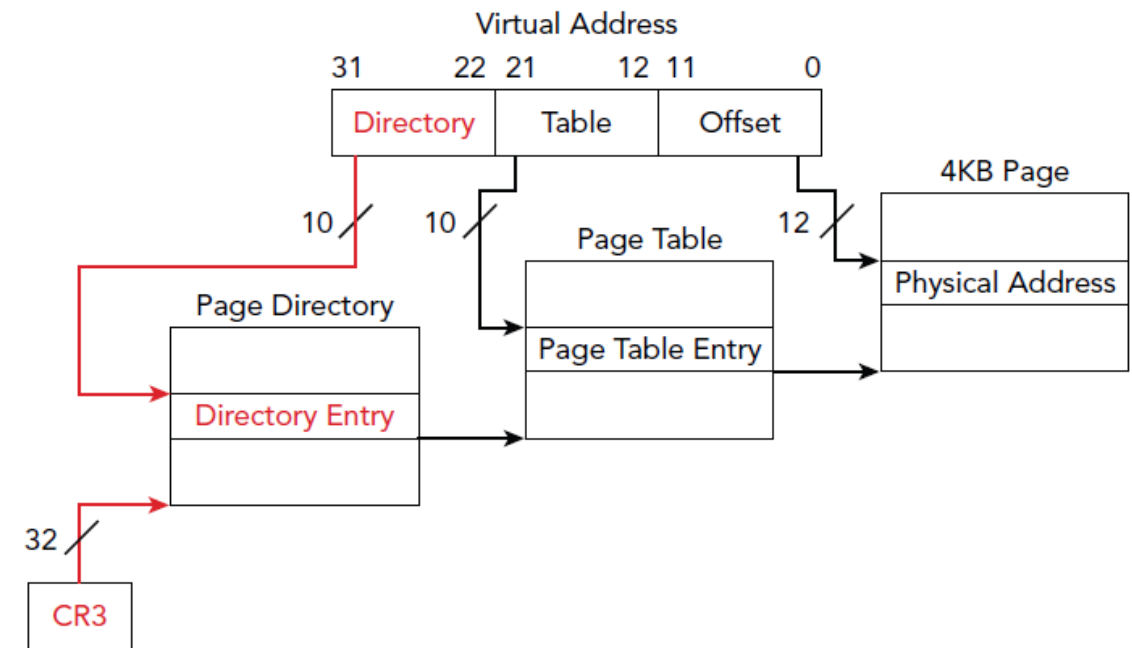 Virtual Address
31 22 21 12 11 0
Directory Table Offset
4KB Page
10 10 12
Page Table
Physical Address
Page Directory
Page Table Entry
Directory Entry
32
CR3